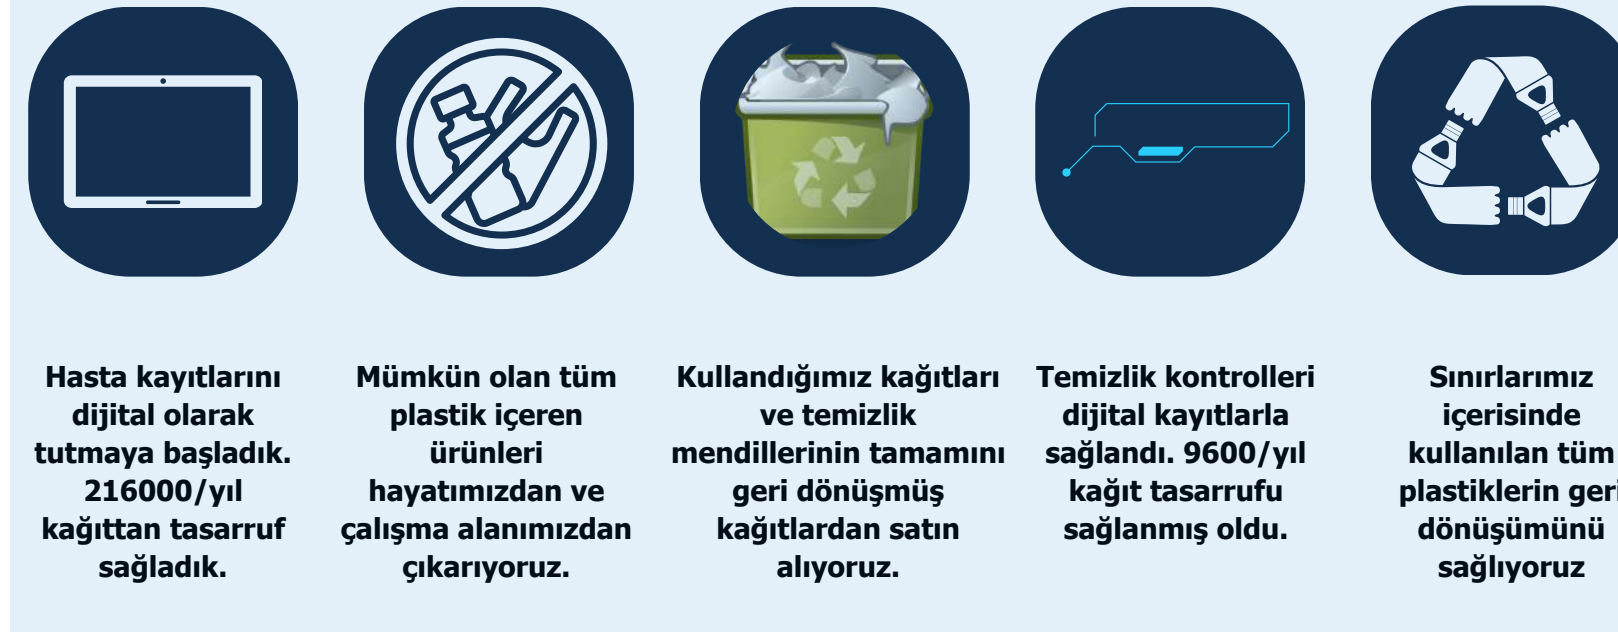 Hasta kayıtlarını
dijital olarak
tutmaya başladık.
216000/yıl
kağıttan tasarruf
sağladık.
Mümkün olan tüm
plastik içeren
ürünleri
hayatımızdan ve
çalışma alanımızdan
çıkarıyoruz.
Kullandığımız kağıtları
ve temizlik
mendillerinin tamamını
geri dönüşmüş
kağıtlardan satın
alıyoruz.
Temizlik kontrolleri
dijital kayıtlarla
sağlandı. 9600/yıl
kağıt tasarrufu
sağlanmış oldu.
Sınırlarımız
içerisinde
kullanılan tüm
plastiklerin geri
dönüşümünü
sağlıyoruz